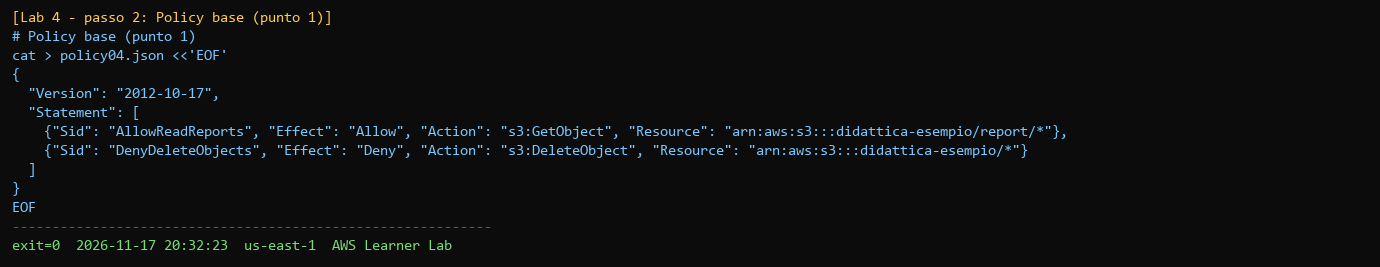 [Lab 4 - passo 2: Policy base (punto 1)]
# Policy base (punto 1)
cat > policy04.json <<'EOF'
{
  "Version": "2012-10-17",
  "Statement": [
    {"Sid": "AllowReadReports", "Effect": "Allow", "Action": "s3:GetObject", "Resource": "arn:aws:s3:::didattica-esempio/report/*"},
    {"Sid": "DenyDeleteObjects", "Effect": "Deny", "Action": "s3:DeleteObject", "Resource": "arn:aws:s3:::didattica-esempio/*"}
  ]
}
EOF
------------------------------------------------------------
exit=0  2026-11-17 20:32:23  us-east-1  AWS Learner Lab